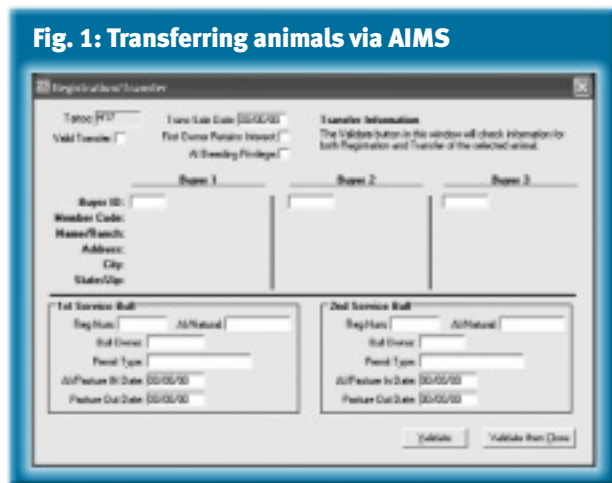 Fig. 1: Transferring animals via AIMS
Registration/Transfer
Tattoo: Trans Sale Date: 00/00/00 Transfer Information
Valid Transfer: First Owner Retains Interest: The Validate button in this window will check information for
AI Breeding Privilege: both Registration and Transfer of the selected animal.
Buyer 1 Buyer 2 Buyer 3
Buyer ID:
Member Code:
Name/Ranch:
Address:
City:
State/Zip:
1st Service Bull 2nd Service Bull
Reg Num: AI/Natural: Reg Num: AI/Natural:
Bull Owner: Bull Owner:
Permit Type: Permit Type:
AI/Pasture IN Date: 00/00/00 AI/Pasture In Date: 00/00/00
Pasture Out Date: 00/00/00 Pasture Out Date: 00/00/00
Validate Validate then Close